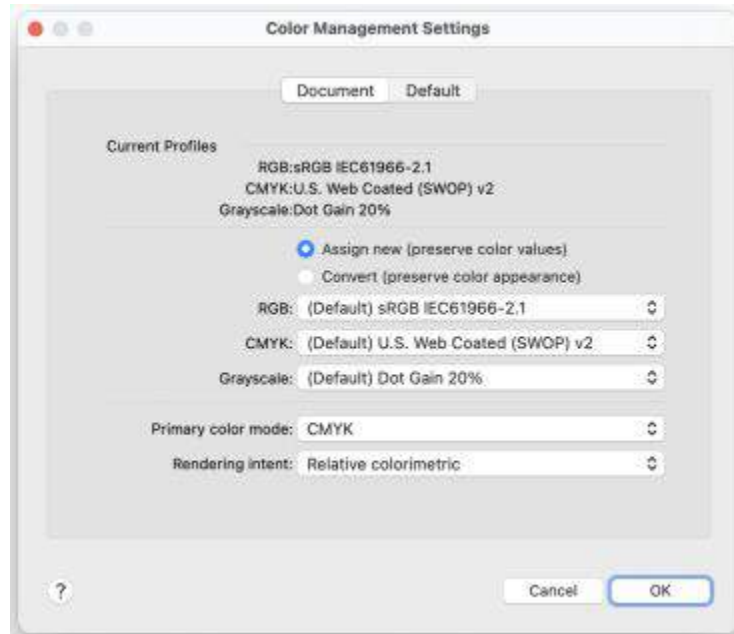 Color Management Settings
Document Default
Current Profiles
RGB:sRGB IEC61966-2.1
CMYK:U.S. Web Coated (SWOP) v2
Grayscale:Dot Gain 20%
Assign new (preserve color values)
Convert (preserve color appearance)
RGB: (Default) sRGB IEC61966-2.1
CMYK: (Default) U.S. Web Coated (SWOP) v2
Grayscale: (Default) Dot Gain 20%
Primary color mode: CMYK
Rendering intent: Relative colorimetric
? Cancel OK